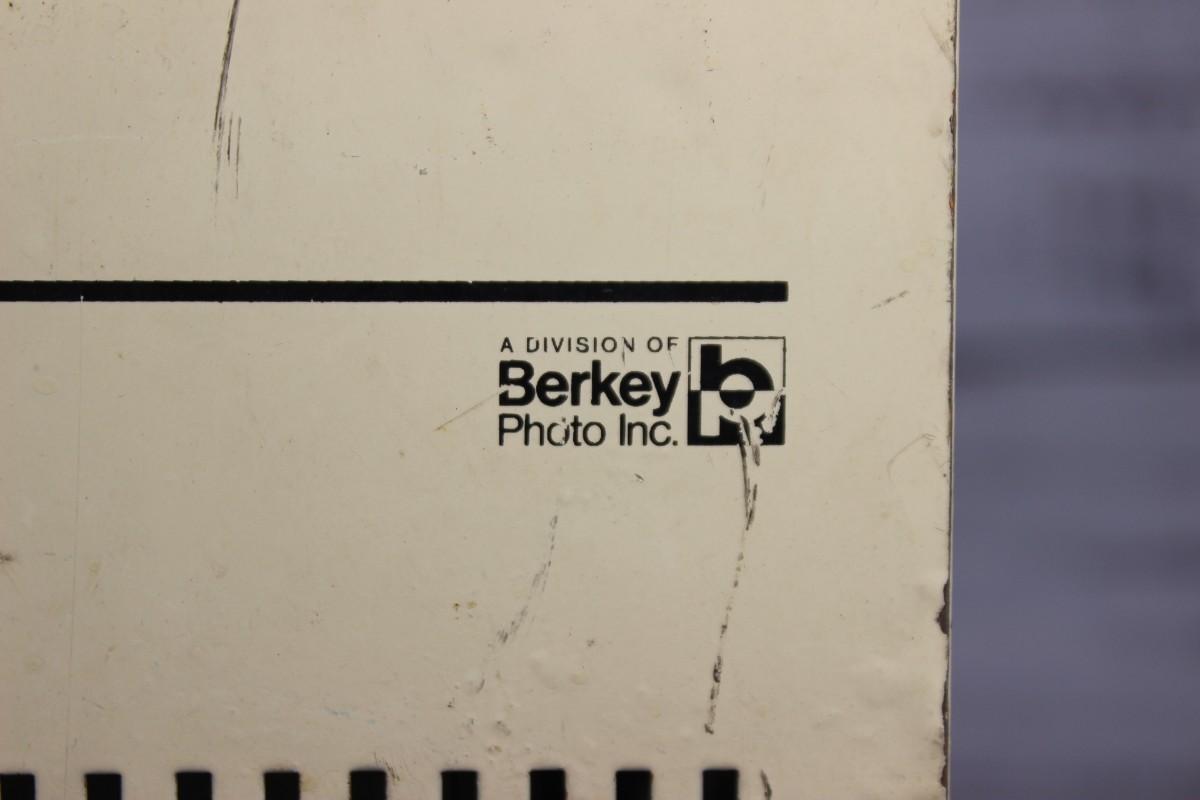 A DIVISION OF
Berkey
Photo Inc.